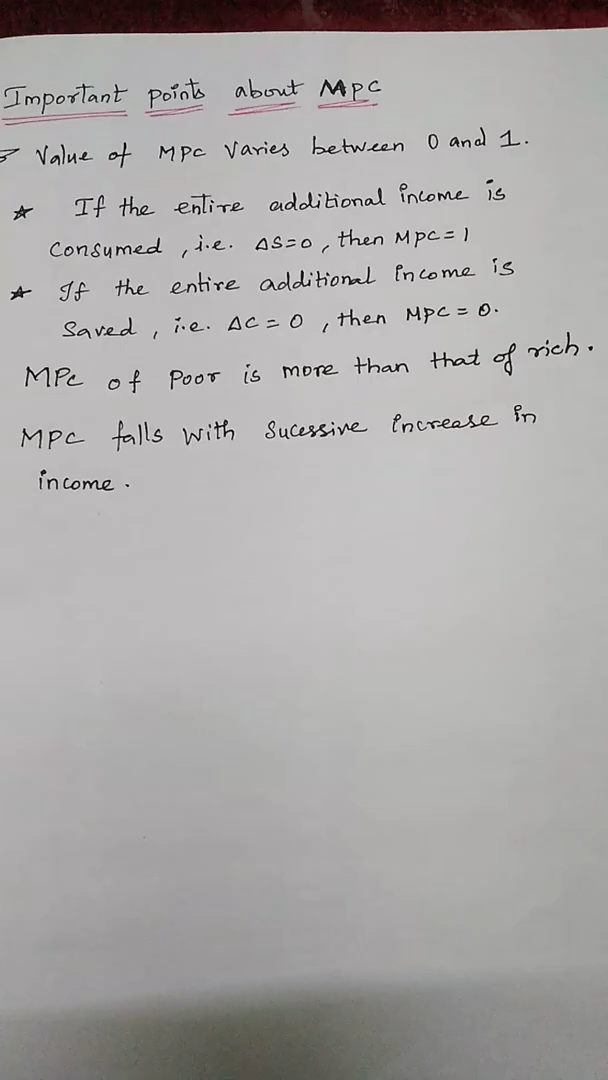 Important points about MPC
Value of MPC Varies between 0 and 1.
☆ If the entire additional income is
Consumed, i.e. ΔS=0, then MPC=1
☆ If the entire additional income is
Saved, i.e. ΔC=0, then MPC=0.
MPC of Poor is more than that of rich.
MPC falls with Sucessive increase in
income.